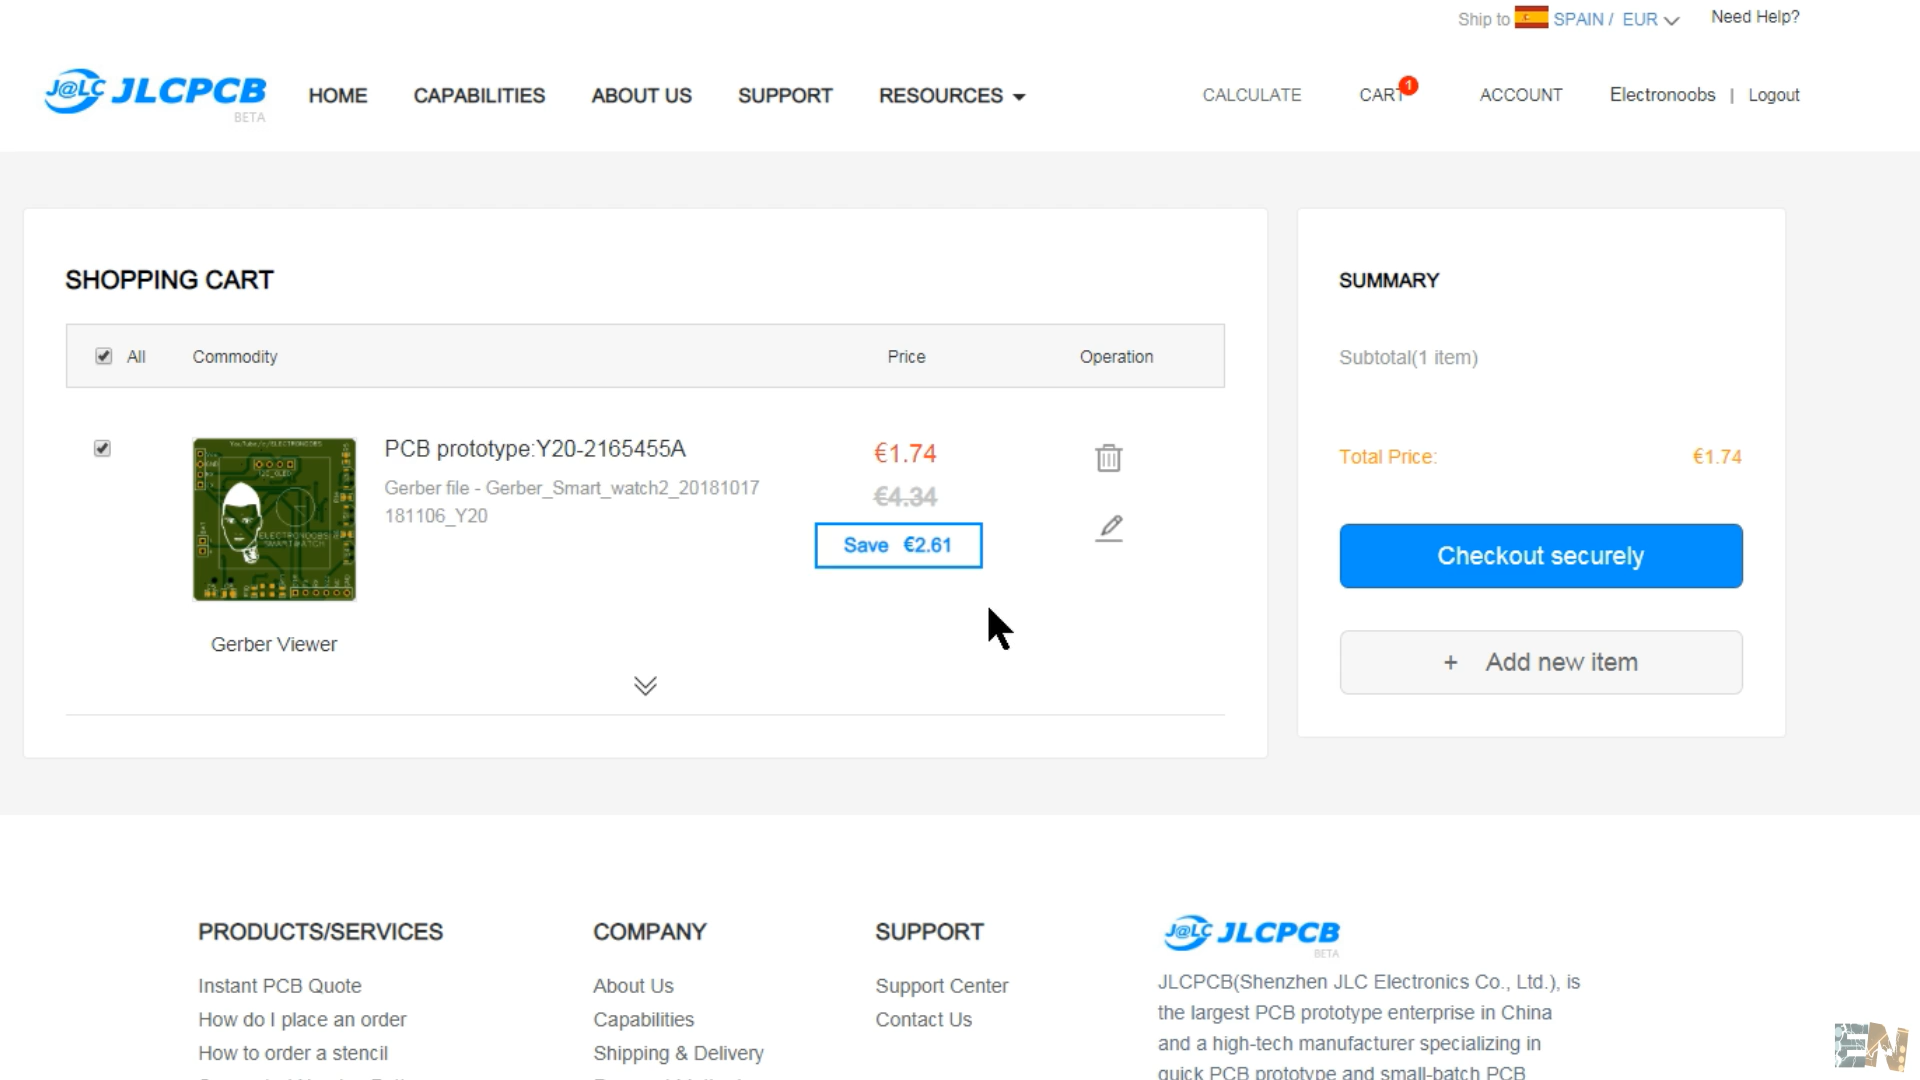 Ship to SPAIN / EUR Need Help?
J@LC JLCPCB
BETA
HOME CAPABILITIES ABOUT US SUPPORT RESOURCES CALCULATE CART 1 ACCOUNT Electronoobs | Logout
SHOPPING CART
All Commodity Price Operation
PCB prototype:Y20-2165455A
Gerber file - Gerber_Smart_watch2_20181017
181106_Y20
€1.74
€4.34
Save €2.61
ELECTRONOOBS
Gerber Viewer
SUMMARY
Subtotal(1 item)
Total Price: €1.74
Checkout securely
+ Add new item
PRODUCTS/SERVICES
Instant PCB Quote
How do I place an order
How to order a stencil
COMPANY
About Us
Capabilities
Shipping & Delivery
SUPPORT
Support Center
Contact Us
J@LC JLCPCB
BETA
JLCPCB(Shenzhen JLC Electronics Co., Ltd.), is
the largest PCB prototype enterprise in China
and a high-tech manufacturer specializing in
quick PCB prototype and small-batch PCB
EN